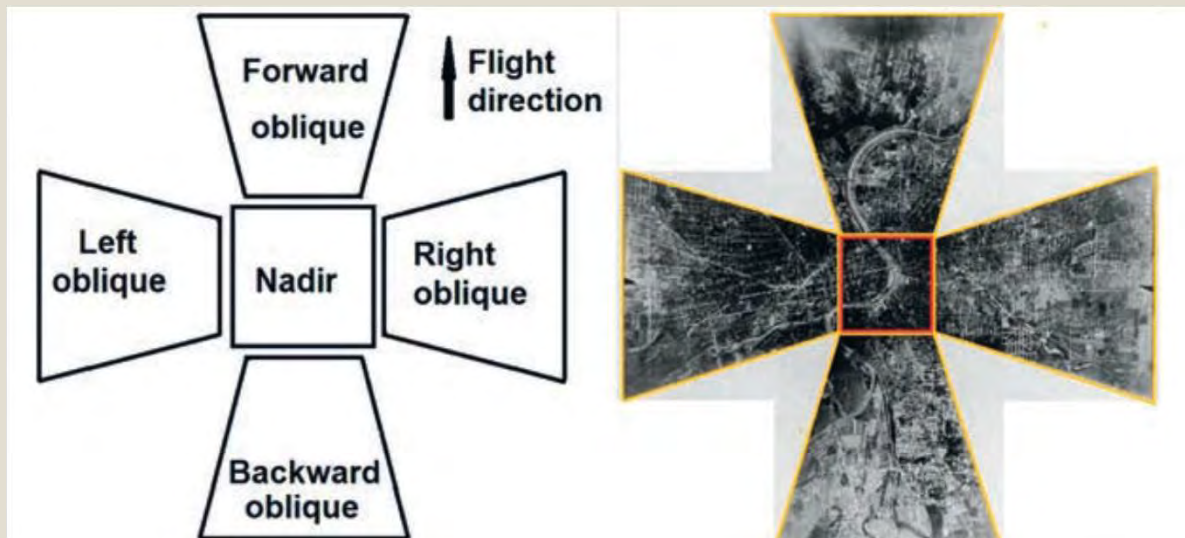 Forward
oblique
Flight
direction
Left
oblique
Nadir
Right
oblique
Backward
oblique